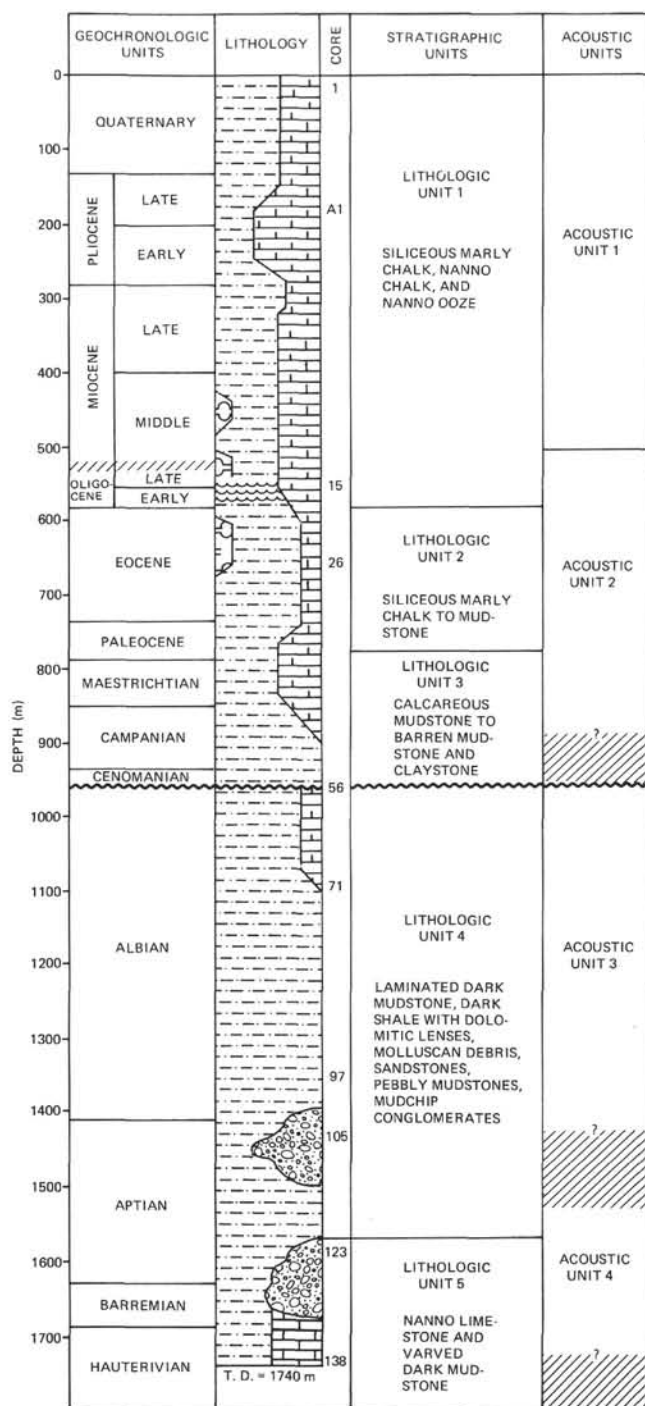 GEOCHRONOLOGIC
UNITS
LITHOLOGY
CORE
STRATIGRAPHIC
UNITS
ACOUSTIC
UNITS
DEPTH (m)
0
100
200
300
400
500
600
700
800
900
1000
1100
1200
1300
1400
1500
1600
1700
QUATERNARY
PLIOCENE
LATE
EARLY
MIOCENE
LATE
MIDDLE
OLIGO-
CENE
LATE
EARLY
EOCENE
PALEOCENE
MAESTRICHTIAN
CAMPANIAN
CENOMANIAN
ALBIAN
APTIAN
BARREMIAN
HAUTERIVIAN
T. D. = 1740 m
1
A1
15
26
56
71
97
105
123
138
LITHOLOGIC
UNIT 1
SILICEOUS MARLY
CHALK, NANNO
CHALK, AND
NANNO OOZE
LITHOLOGIC
UNIT 2
SILICEOUS MARLY
CHALK TO MUD-
STONE
LITHOLOGIC
UNIT 3
CALCAREOUS
MUDSTONE TO
BARREN MUD-
STONE AND
CLAYSTONE
LITHOLOGIC
UNIT 4
LAMINATED DARK
MUDSTONE, DARK
SHALE WITH DOLO-
MITIC LENSES,
MOLLUSCAN DEBRIS,
SANDSTONES,
PEBBLY MUDSTONES,
MUDCHIP
CONGLOMERATES
LITHOLOGIC
UNIT 5
NANNO LIME-
STONE AND
VARVED
DARK MUD-
STONE
ACOUSTIC
UNIT 1
ACOUSTIC
UNIT 2
?
ACOUSTIC
UNIT 3
?
ACOUSTIC
UNIT 4
?